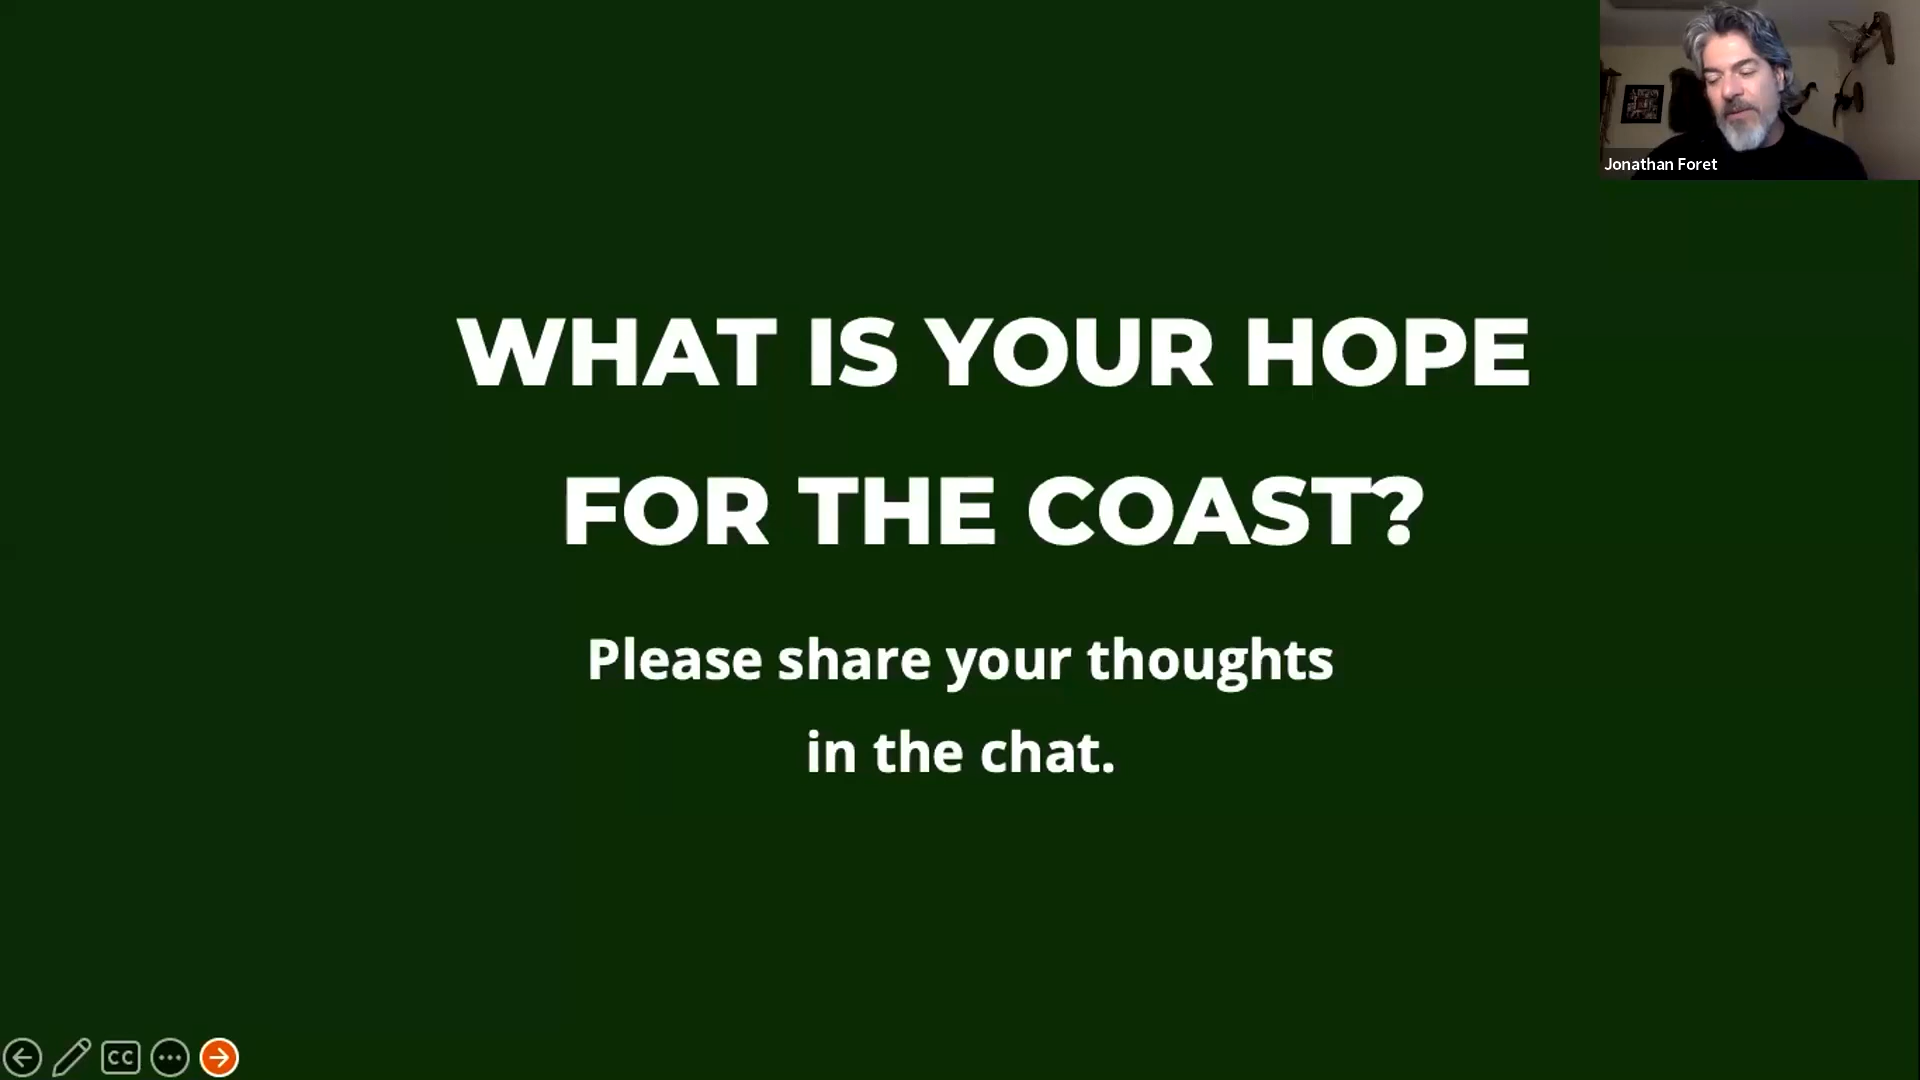 Jonathan Foret
WHAT IS YOUR HOPE
FOR THE COAST?
Please share your thoughts
in the chat.
CC